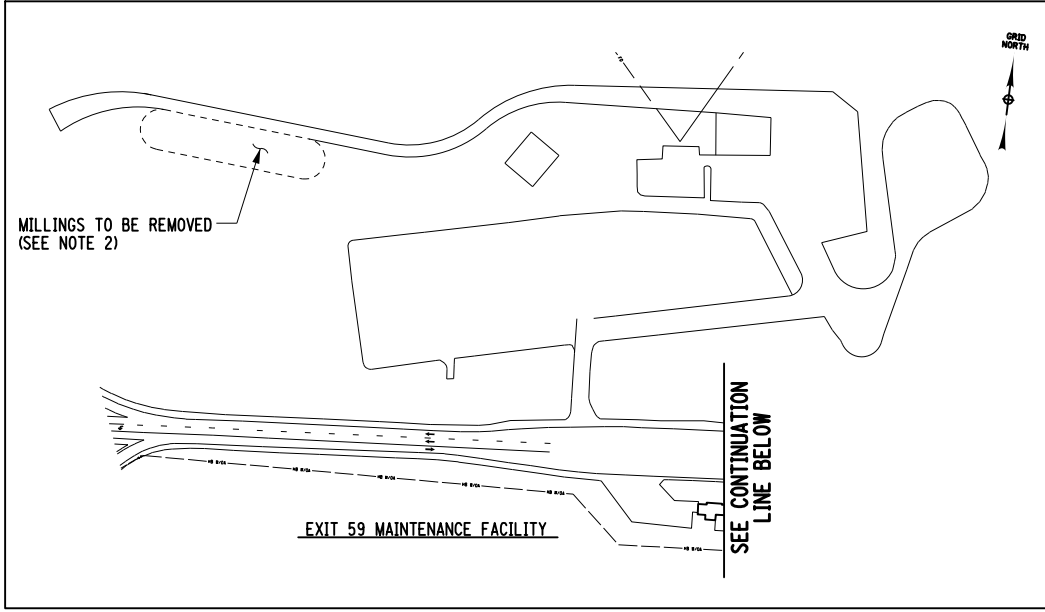 GRID
NORTH
MILLINGS TO BE REMOVED
(SEE NOTE 2)
SEE CONTINUATION
LINE BELOW
EXIT 59 MAINTENANCE FACILITY